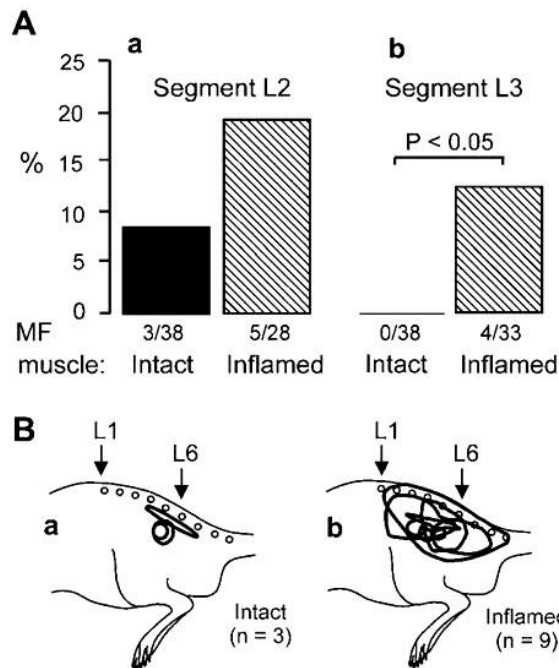 A
a
b
25
20
15
10
5
0
%
Segment L2
Segment L3
P < 0.05
MF
3/38
5/28
0/38
4/33
muscle:
Intact
Inflamed
Intact
Inflamed
B
L1
L6
L1
L6
a
b
Intact
(n = 3)
Inflamed
(n = 9)